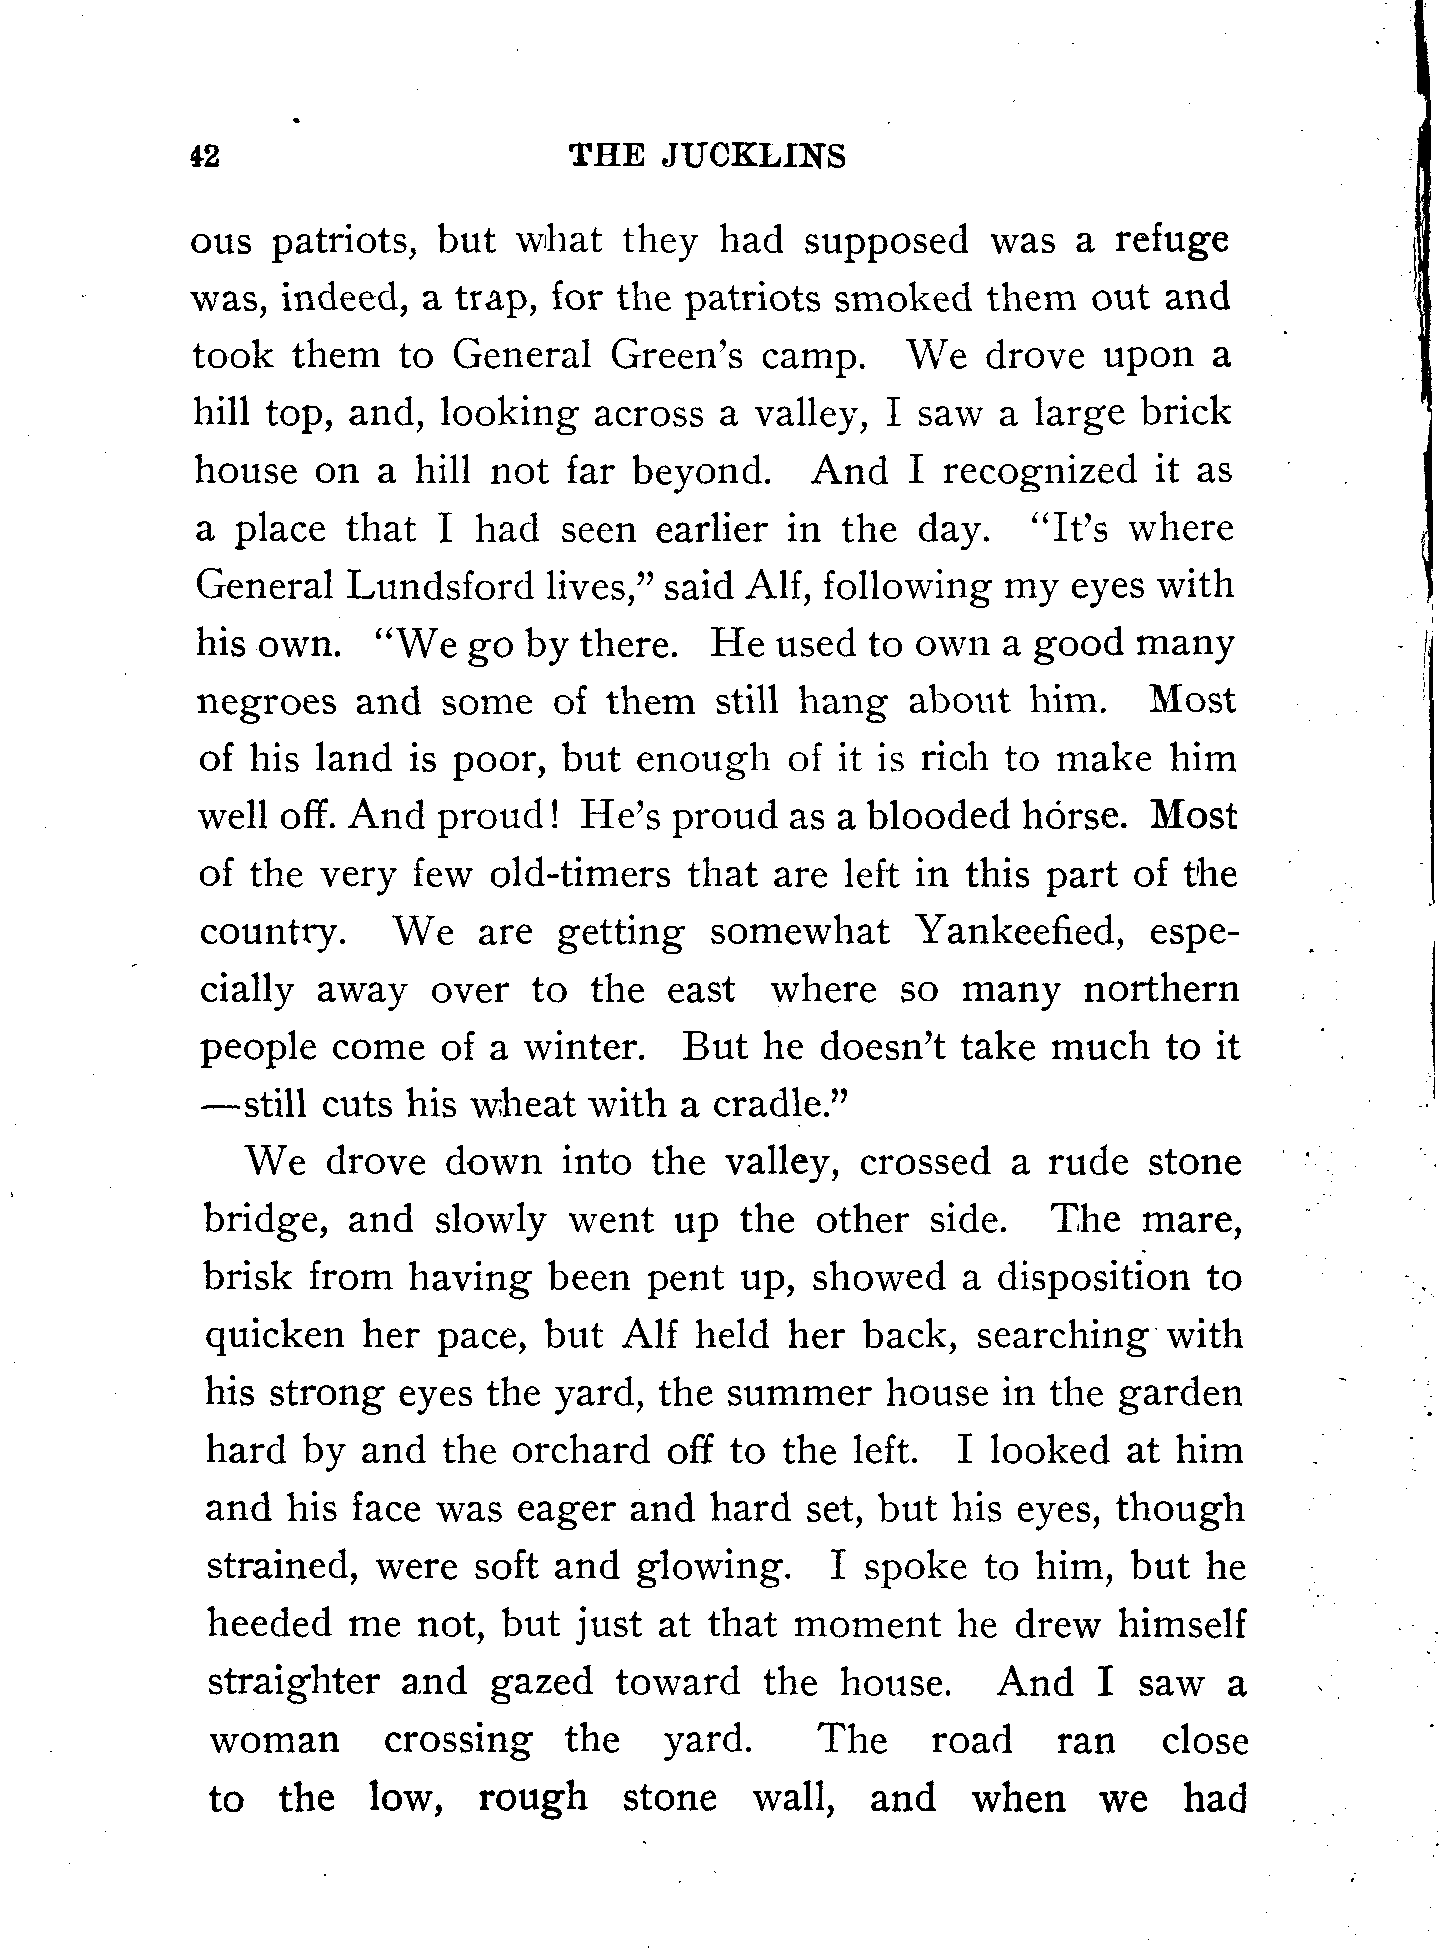 42 THE JUCKLINS
ous patriots, but what they had supposed was a refuge
was, indeed, a trap, for the patriots smoked them out and
took them to General Green's camp. We drove upon a
hill top, and, looking across a valley, I saw a large brick
house on a hill not far beyond. And I recognized it as
a place that I had seen earlier in the day. “It's where
General Lundsford lives,” said Alf, following my eyes with
his own. “We go by there. He used to own a good many
negroes and some of them still hang about him. Most
of his land is poor, but enough of it is rich to make him
well off. And proud! He's proud as a blooded horse. Most
of the very few old-timers that are left in this part of the
country. We are getting somewhat Yankeefied, espe-
cially away over to the east where so many northern
people come of a winter. But he doesn't take much to it
—still cuts his wheat with a cradle.”
We drove down into the valley, crossed a rude stone
bridge, and slowly went up the other side. The mare,
brisk from having been pent up, showed a disposition to
quicken her pace, but Alf held her back, searching with
his strong eyes the yard, the summer house in the garden
hard by and the orchard off to the left. I looked at him
and his face was eager and hard set, but his eyes, though
strained, were soft and glowing. I spoke to him, but he
heeded me not, but just at that moment he drew himself
straighter and gazed toward the house. And I saw a
woman crossing the yard. The road ran close
to the low, rough stone wall, and when we had